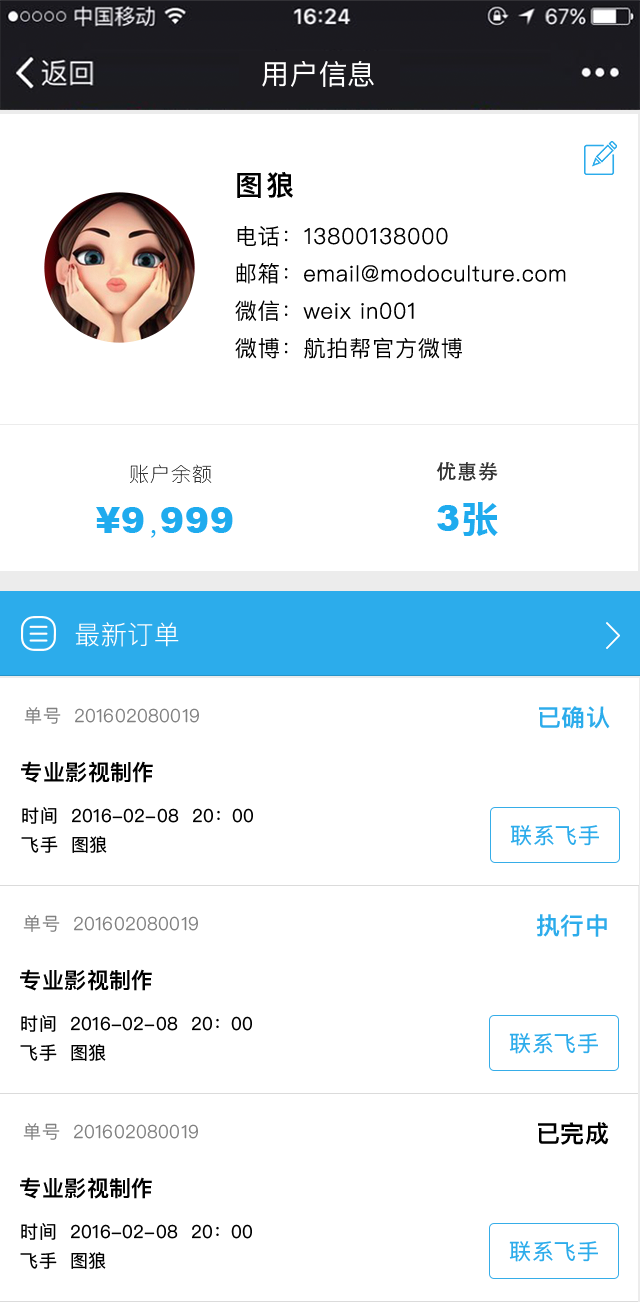 中国移动 16:24 67%
返回 用户信息
图狼
电话：13800138000
邮箱：email@modoculture.com
微信：weix in001
微博：航拍帮官方微博
账户余额 优惠券
¥9,999 3张
最新订单
单号 201602080019 已确认
专业影视制作
时间 2016-02-08 20：00
飞手 图狼
联系飞手
单号 201602080019 执行中
专业影视制作
时间 2016-02-08 20：00
飞手 图狼
联系飞手
单号 201602080019 已完成
专业影视制作
时间 2016-02-08 20：00
飞手 图狼
联系飞手